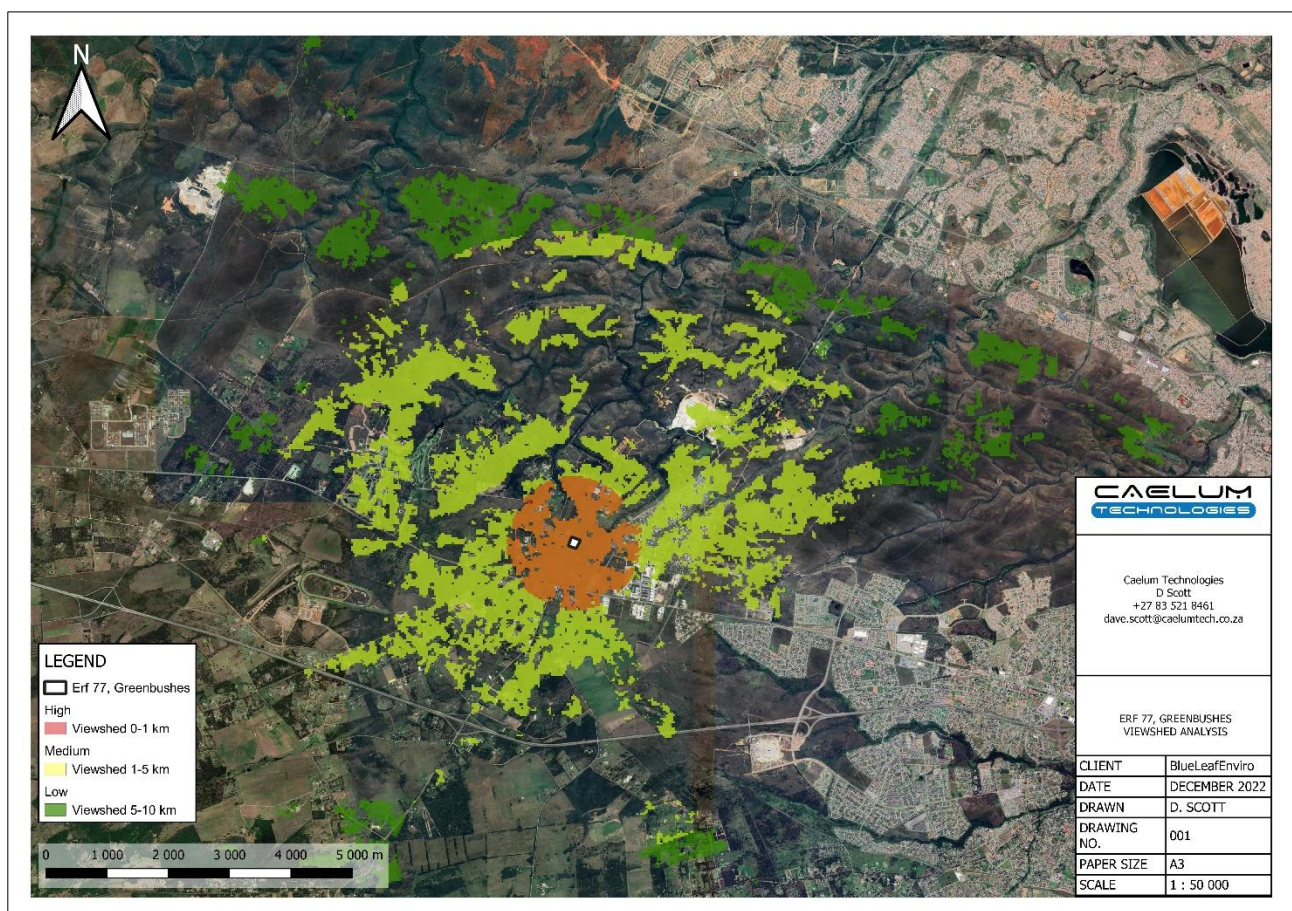 N
CAELUM
TECHNOLOGIES
Caelum Technologies
D Scott
+27 83 521 8461
dave.scott@caelumtech.co.za
ERF 77, GREENBUSHES
VIEWSHED ANALYSIS
CLIENT BlueLeafEnviro
DATE DECEMBER 2022
DRAWN D. SCOTT
DRAWING
NO. 001
PAPER SIZE A3
SCALE 1 : 50 000
LEGEND
Erf 77, Greenbushes
High
Viewshed 0-1 km
Medium
Viewshed 1-5 km
Low
Viewshed 5-10 km
0 1 000 2 000 3 000 4 000 5 000 m